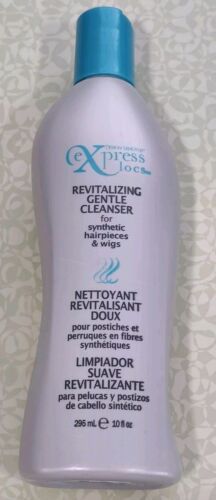 eXpress
locs
REVITALIZING
GENTLE
CLEANSER
for
synthetic
hairpieces
& wigs
NETTOYANT
REVITALISANT
DOUX
pour postiches et
perruques en fibres
synthétiques
LIMPIADOR
SUAVE
REVITALIZANTE
para pelucas y postizos
de cabello sintético
296 mL e 10 fl oz